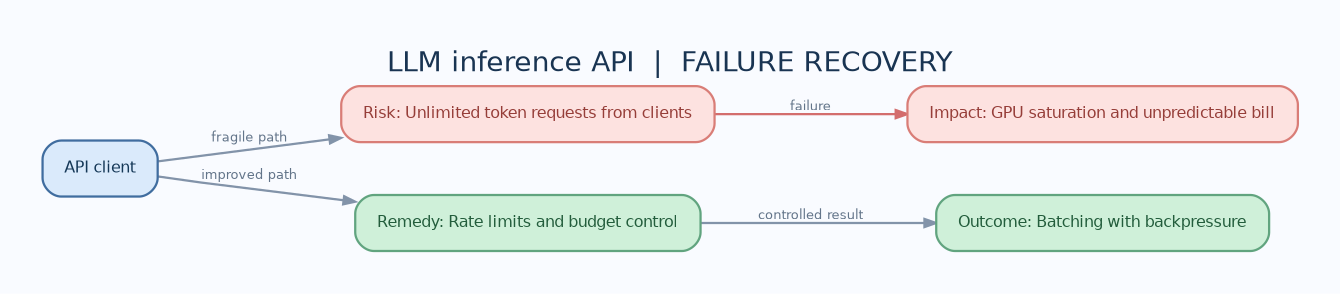 LLM inference API | FAILURE RECOVERY
API client
fragile path
Risk: Unlimited token requests from clients
failure
Impact: GPU saturation and unpredictable bill
improved path
Remedy: Rate limits and budget control
controlled result
Outcome: Batching with backpressure